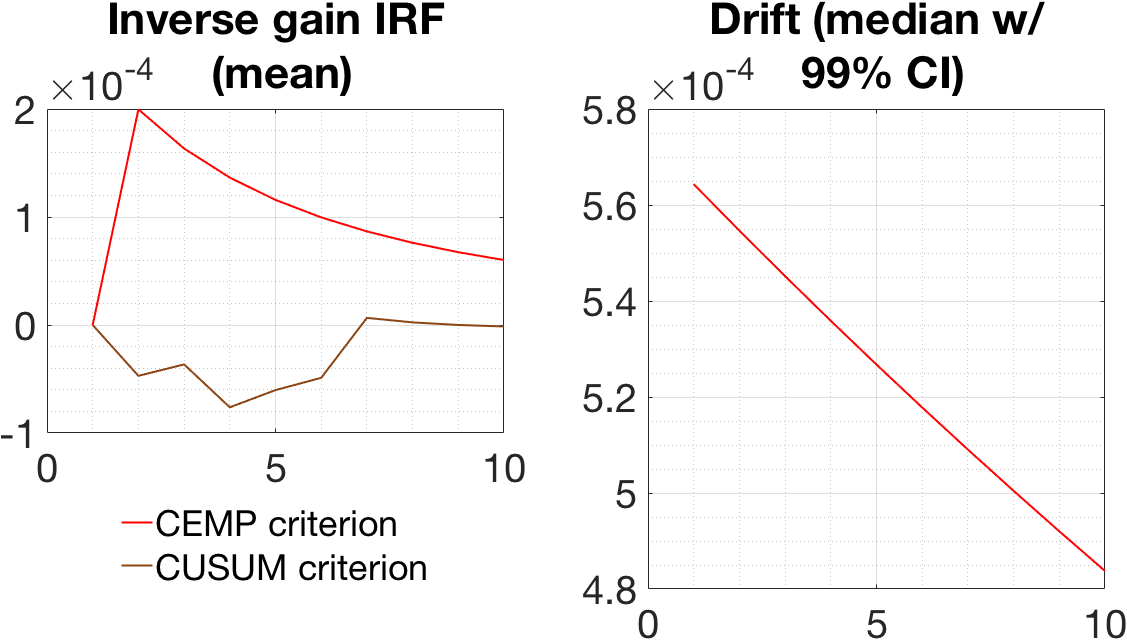 Inverse gain IRF
(mean)
×10-4
2
1
0
-1
0 5 10
CEMP criterion
CUSUM criterion
Drift (median w/
99% CI)
×10-4
5.8
5.6
5.4
5.2
5
4.8
0 5 10